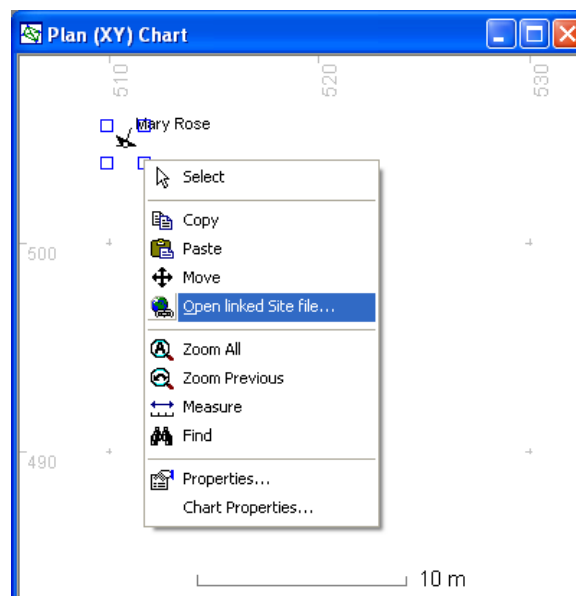 Plan (XY) Chart
510
520
530
Mary Rose
Select
Copy
Paste
Move
Open linked Site file...
Zoom All
Zoom Previous
Measure
Find
Properties...
Chart Properties...
500
490
10 m